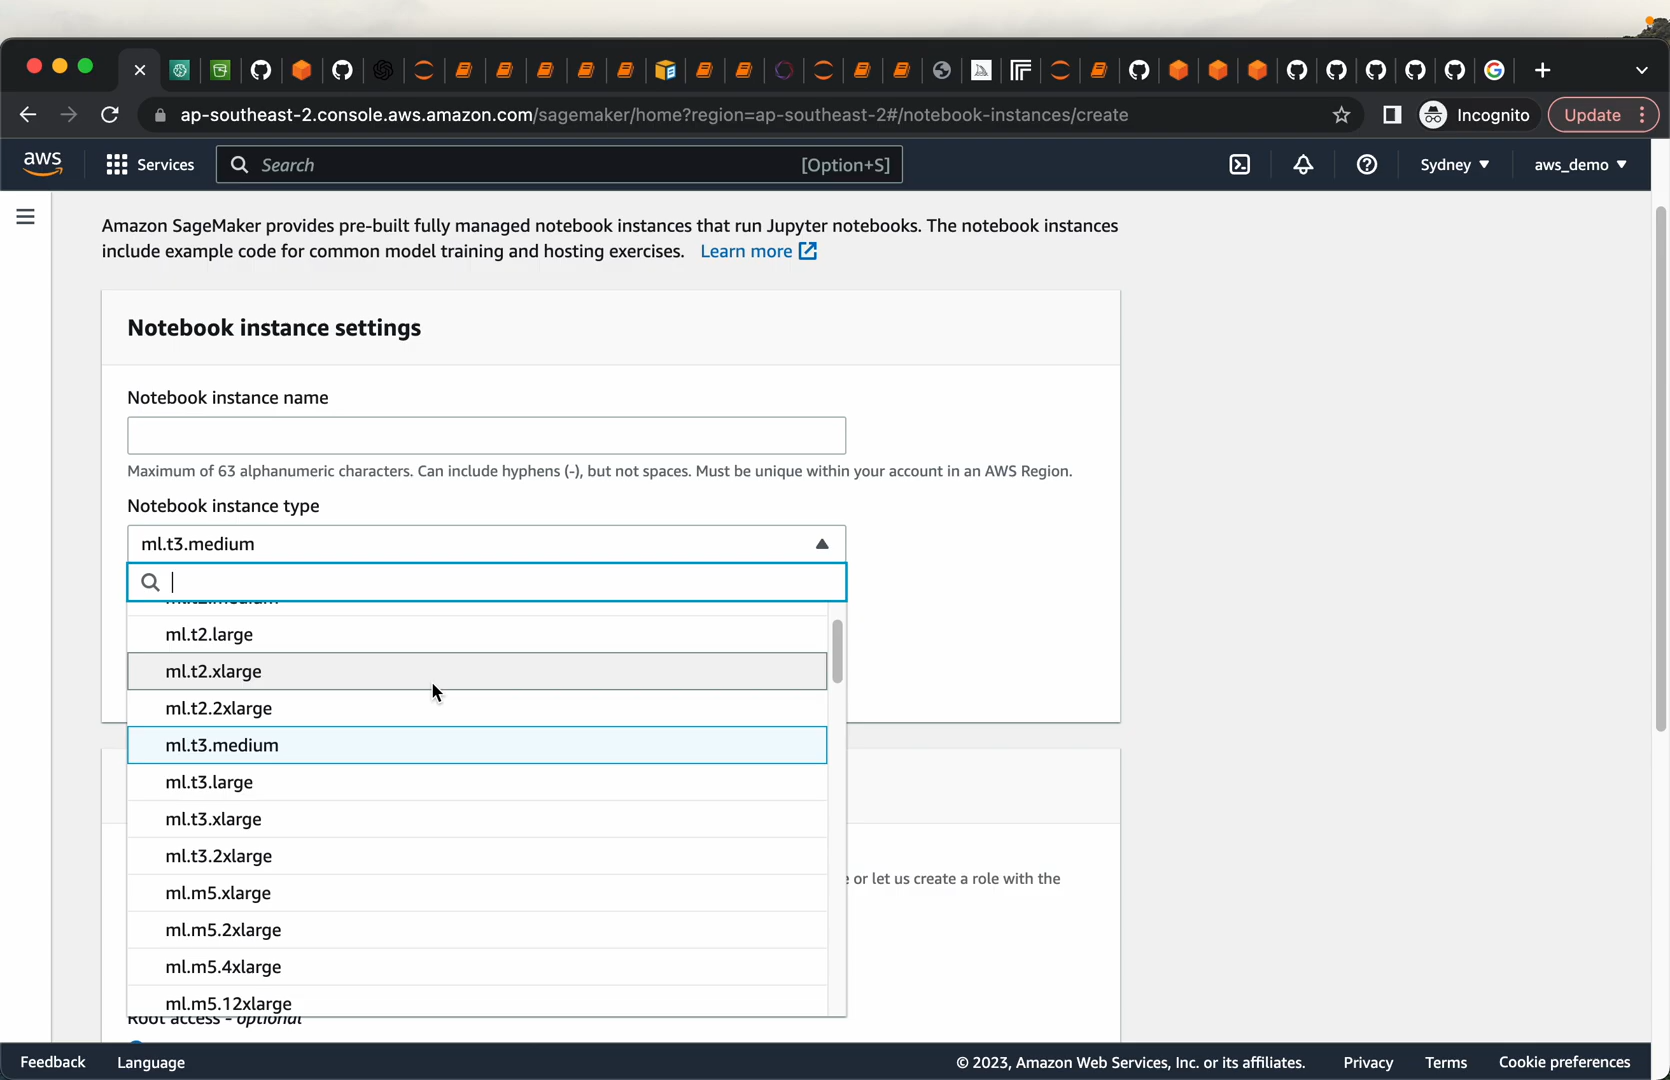 ap-southeast-2.console.aws.amazon.com/sagemaker/home?region=ap-southeast-2#/notebook-instances/create
Incognito
Update
aws
Services
Search
[Option+S]
Sydney
aws_demo
Amazon SageMaker provides pre-built fully managed notebook instances that run Jupyter notebooks. The notebook instances
include example code for common model training and hosting exercises. Learn more
Notebook instance settings
Notebook instance name
Maximum of 63 alphanumeric characters. Can include hyphens (-), but not spaces. Must be unique within your account in an AWS Region.
Notebook instance type
ml.t3.medium
ml.t2.large
ml.t2.xlarge
ml.t2.2xlarge
ml.t3.medium
ml.t3.large
ml.t3.xlarge
ml.t3.2xlarge
ml.m5.xlarge
or let us create a role with the
ml.m5.2xlarge
ml.m5.4xlarge
ml.m5.12xlarge
Root access - optional
Feedback
Language
© 2023, Amazon Web Services, Inc. or its affiliates.
Privacy
Terms
Cookie preferences